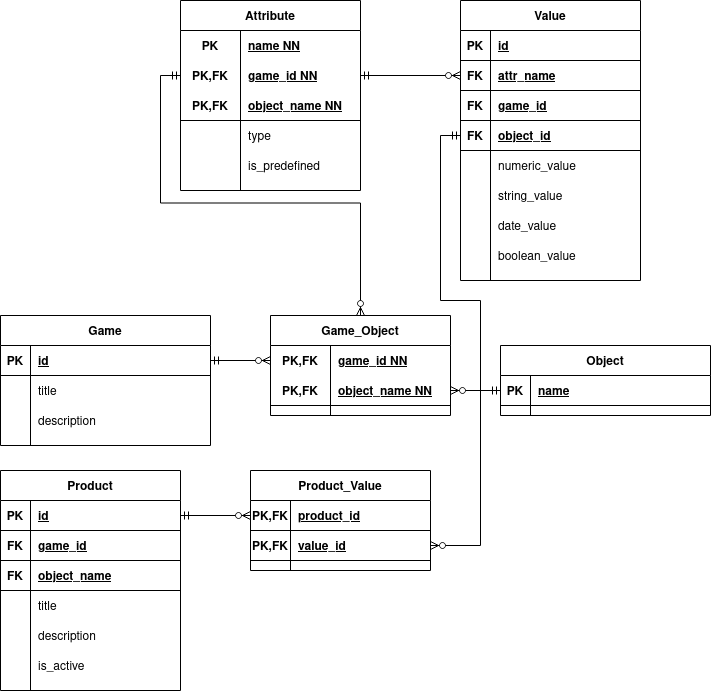 Attribute
PK name NN
PK,FK game_id NN
PK,FK object_name NN
type
is_predefined
Value
PK id
FK attr_name
FK game_id
FK object_id
numeric_value
string_value
date_value
boolean_value
Game
PK id
title
description
Game_Object
PK,FK game_id NN
PK,FK object_name NN
Object
PK name
Product
PK id
FK game_id
FK object_name
title
description
is_active
Product_Value
PK,FK product_id
PK,FK value_id